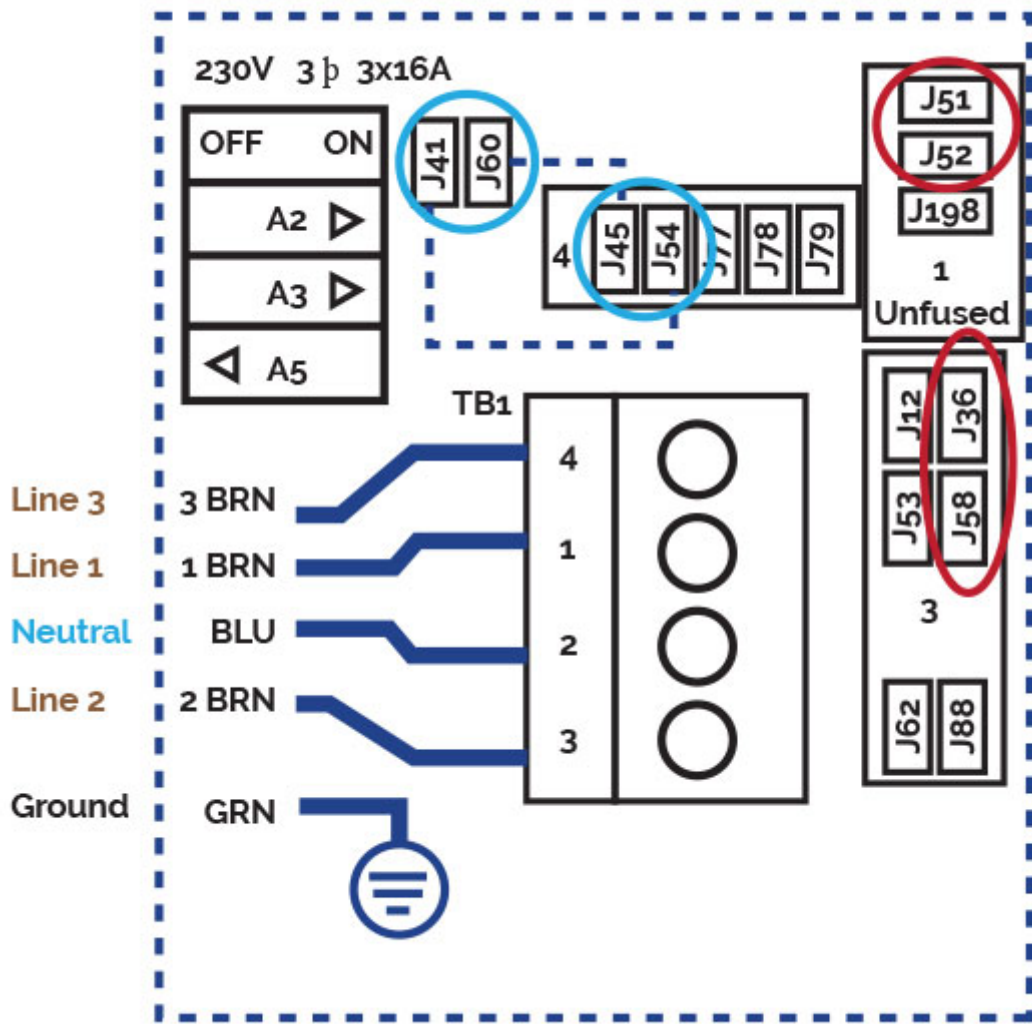 230V 3 þ 3x16A
OFF ON
A2
A3
A5
J41
J60
4
J45
J54
J77
J78
J79
J51
J52
J198
1
Unfused
J12
J36
J53
J58
3
J62
J88
TB1
4
1
2
3
Line 3 3 BRN
Line 1 1 BRN
Neutral BLU
Line 2 2 BRN
Ground GRN